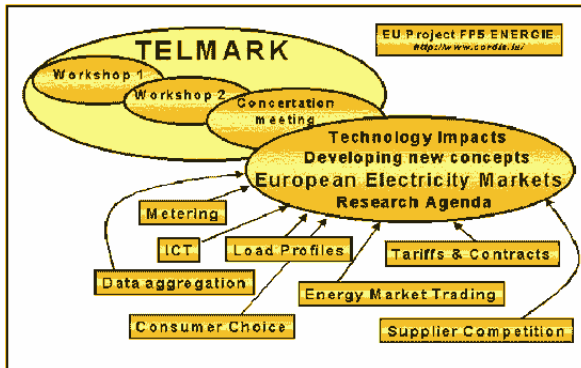 TELMARK
EU Project FP5 ENERGIE
http://www.cordis.lu/
Workshop 1
Workshop 2
Concertation
meeting
Technology Impacts
Developing new concepts
European Electricity Markets
Research Agenda
Metering
ICT
Load Profiles
Tariffs & Contracts
Data aggregation
Energy Market Trading
Consumer Choice
Supplier Competition